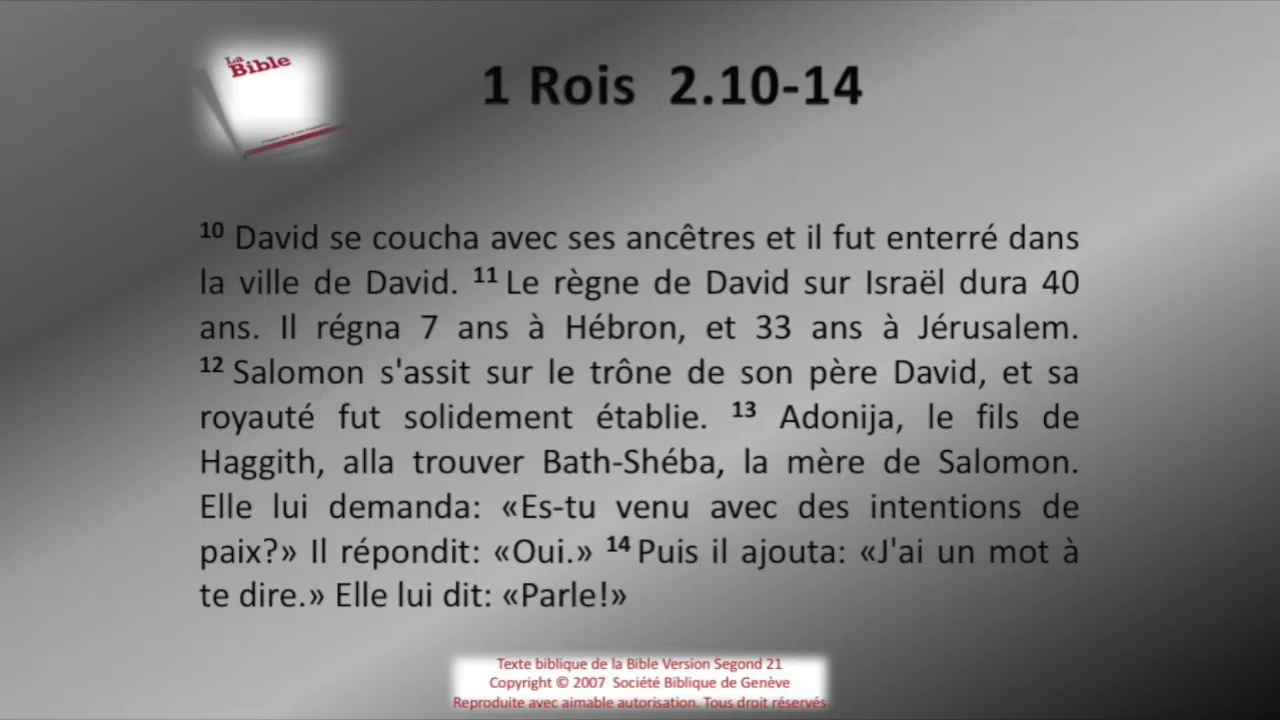 La
Bible
1 Rois 2.10-14
10 David se coucha avec ses ancêtres et il fut enterré dans
la ville de David. 11 Le règne de David sur Israël dura 40
ans. Il régna 7 ans à Hébron, et 33 ans à Jérusalem.
12 Salomon s'assit sur le trône de son père David, et sa
royauté fut solidement établie. 13 Adonija, le fils de
Haggith, alla trouver Bath-Shéba, la mère de Salomon.
Elle lui demanda: «Es-tu venu avec des intentions de
paix?» Il répondit: «Oui.» 14 Puis il ajouta: «J'ai un mot à
te dire.» Elle lui dit: «Parle!»
Texte biblique de la Bible Version Segond 21
Copyright © 2007 Société Biblique de Genève
Reproduite avec aimable autorisation. Tous droit réservés